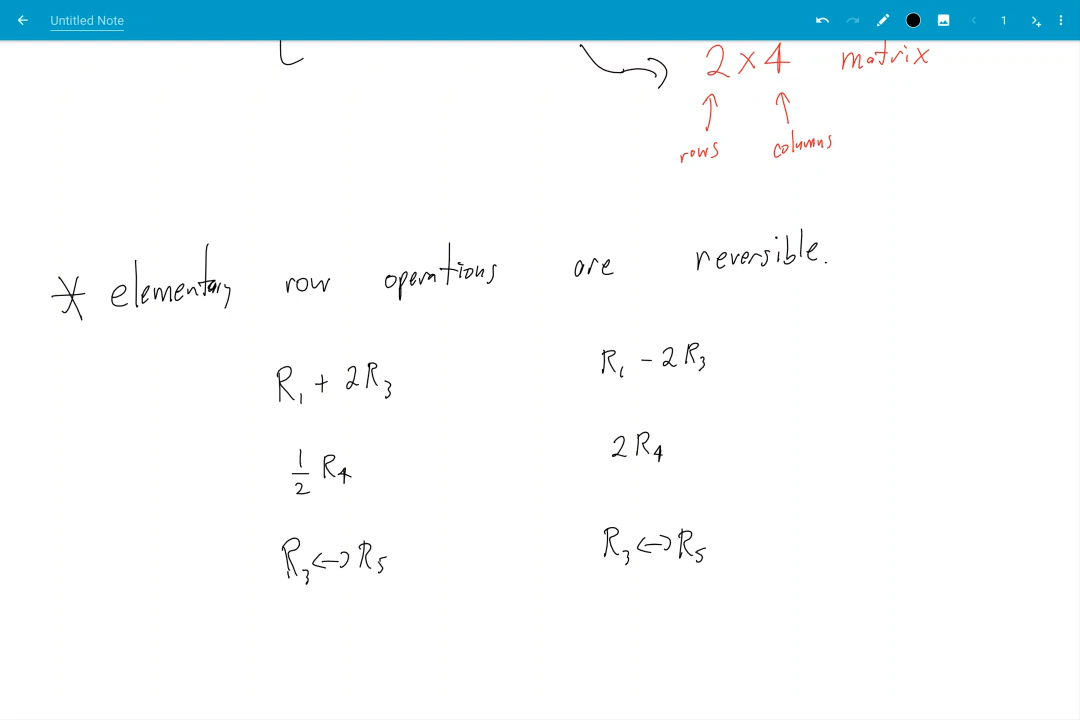 Untitled Note
1
2 × 4 matrix
rows columns
* elementary row operations are reversible.
R₁ + 2R₃ R₁ - 2R₃
1/2 R₄ 2R₄
R₃ ↔ R₅ R₃ ↔ R₅